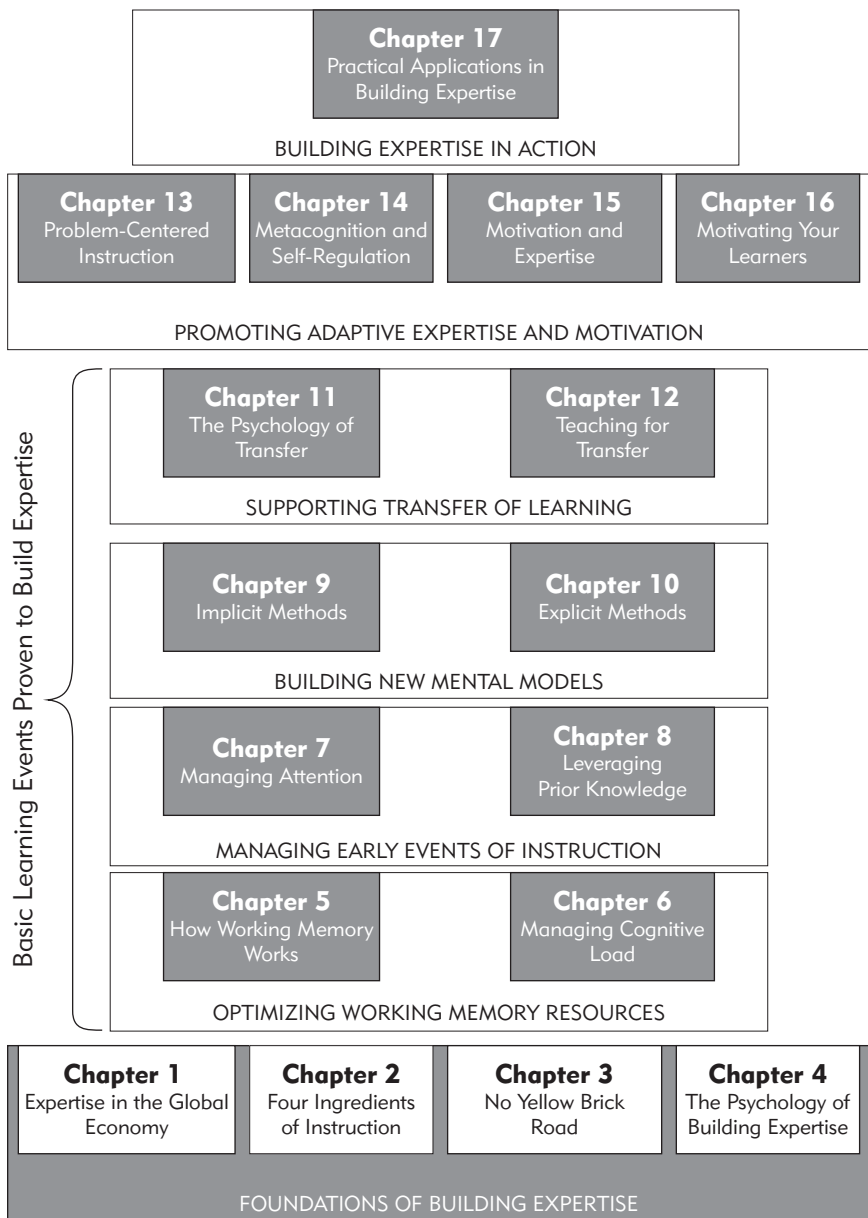 Chapter 17
Practical Applications in
Building Expertise
BUILDING EXPERTISE IN ACTION
Chapter 13
Problem-Centered
Instruction
Chapter 14
Metacognition and
Self-Regulation
Chapter 15
Motivation and
Expertise
Chapter 16
Motivating Your
Learners
PROMOTING ADAPTIVE EXPERTISE AND MOTIVATION
Basic Learning Events Proven to Build Expertise
Chapter 11
The Psychology of
Transfer
Chapter 12
Teaching for
Transfer
SUPPORTING TRANSFER OF LEARNING
Chapter 9
Implicit Methods
Chapter 10
Explicit Methods
BUILDING NEW MENTAL MODELS
Chapter 7
Managing Attention
Chapter 8
Leveraging
Prior Knowledge
MANAGING EARLY EVENTS OF INSTRUCTION
Chapter 5
How Working Memory
Works
Chapter 6
Managing Cognitive
Load
OPTIMIZING WORKING MEMORY RESOURCES
Chapter 1
Expertise in the Global
Economy
Chapter 2
Four Ingredients
of Instruction
Chapter 3
No Yellow Brick
Road
Chapter 4
The Psychology of
Building Expertise
FOUNDATIONS OF BUILDING EXPERTISE